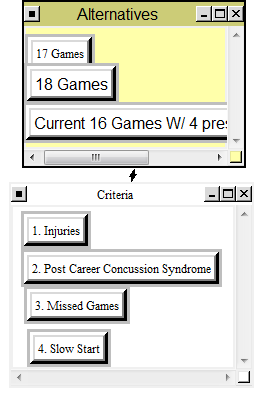 Alternatives
17 Games
18 Games
Current 16 Games W/ 4 pres
Criteria
1. Injuries
2. Post Career Concussion Syndrome
3. Missed Games
4. Slow Start